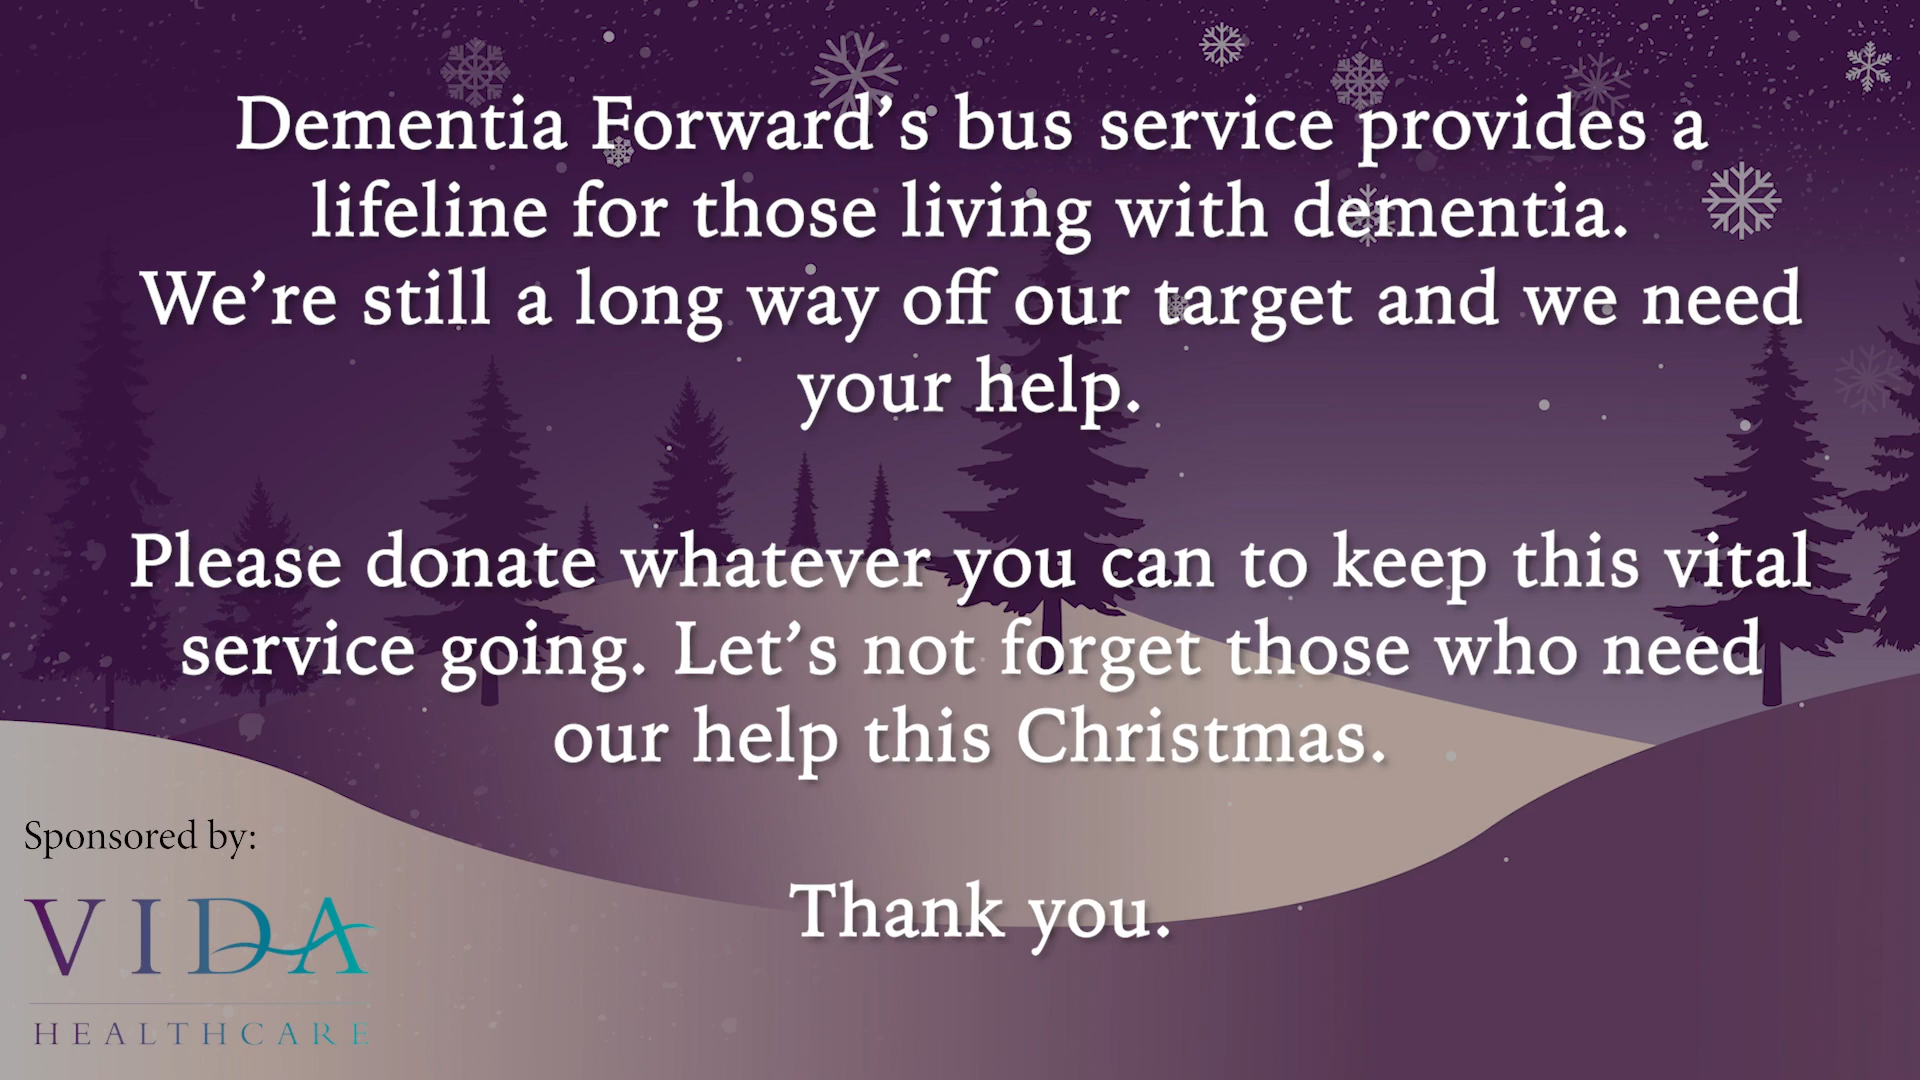 Dementia Forward’s bus service provides a
lifeline for those living with dementia.
We’re still a long way off our target and we need
your help.
Please donate whatever you can to keep this vital
service going. Let’s not forget those who need
our help this Christmas.
Sponsored by:
Thank you.
VIDA
HEALTHCARE